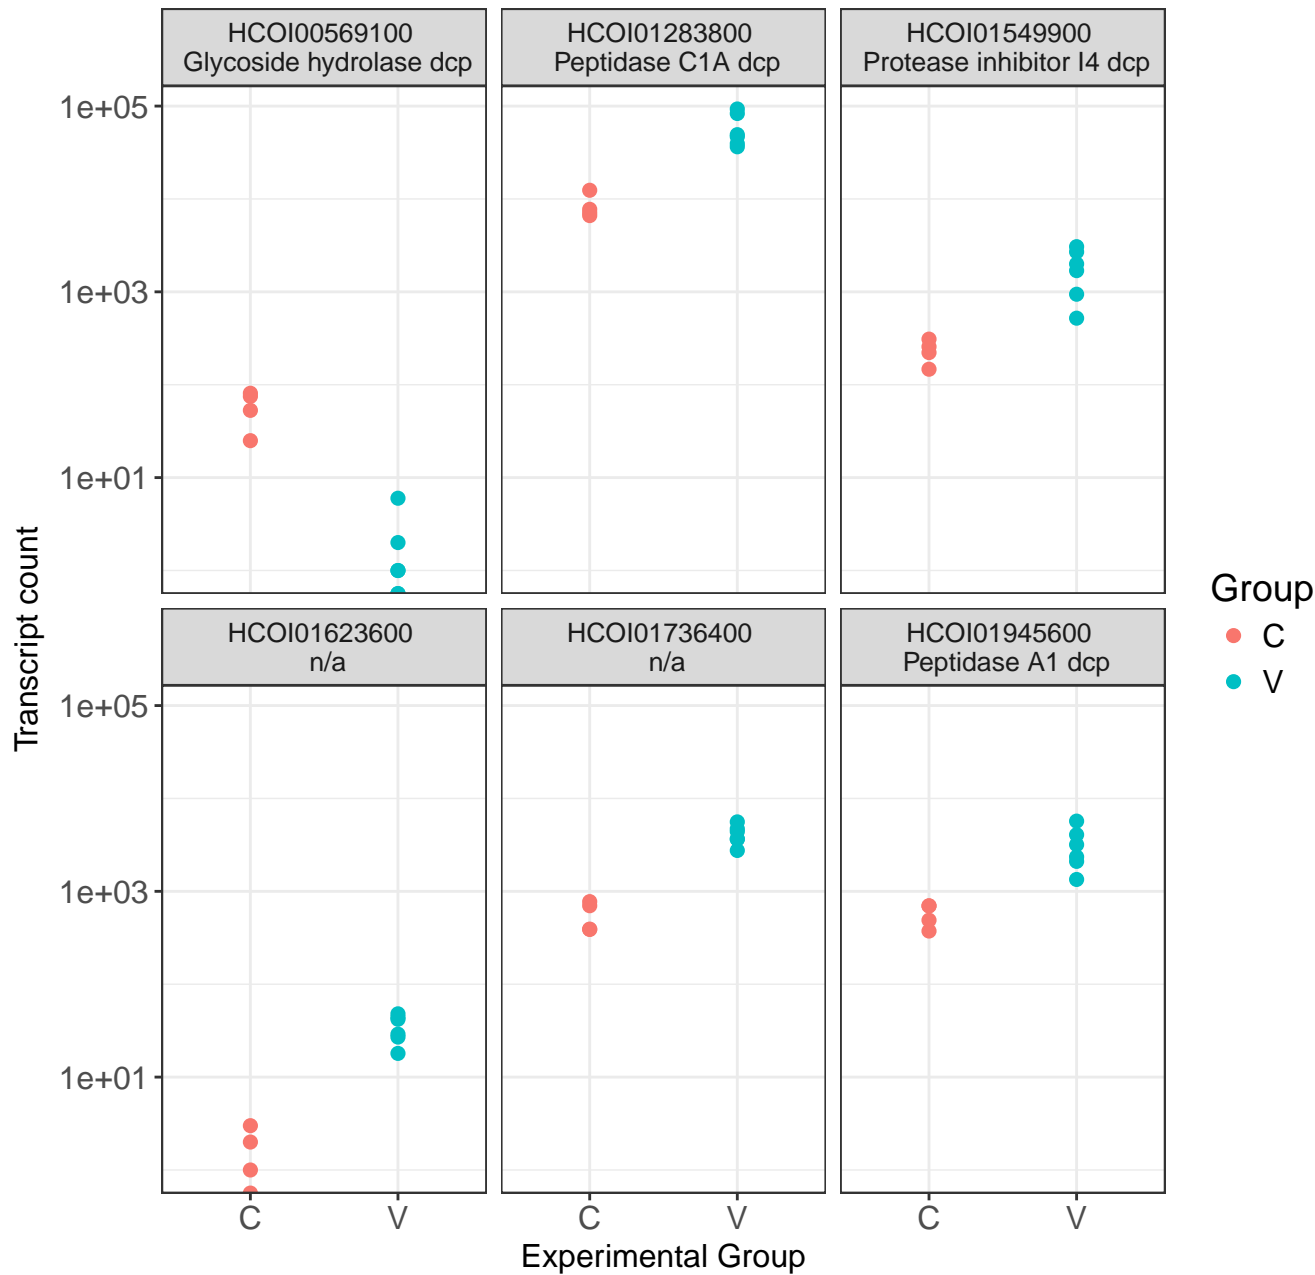 HCOI00569100
Glycoside hydrolase dcp
HCOI01283800
Peptidase C1A dcp
HCOI01549900
Protease inhibitor I4 dcp
1e+05
1e+03
1e+01
HCOI01623600
n/a
HCOI01736400
n/a
HCOI01945600
Peptidase A1 dcp
1e+05
1e+03
1e+01
Transcript count
C
V
C
V
C
V
Experimental Group
Group
C
V